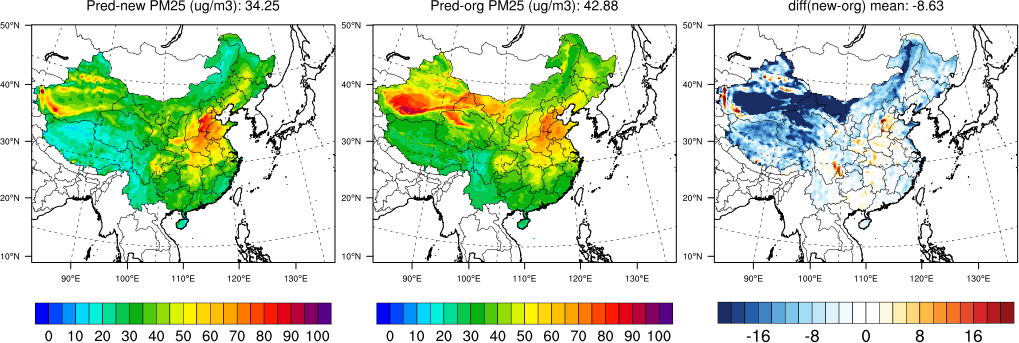 Pred-new PM25 (ug/m3): 34.25
Pred-org PM25 (ug/m3): 42.88
diff(new-org) mean: -8.63
50°N
40°N
30°N
20°N
10°N
90°E 100°E 110°E 120°E 130°E
0 10 20 30 40 50 60 70 80 90 100
50°N
40°N
30°N
20°N
10°N
90°E 100°E 110°E 120°E 130°E
0 10 20 30 40 50 60 70 80 90 100
50°N
40°N
30°N
20°N
10°N
90°E 100°E 110°E 120°E 130°E
-16 -8 0 8 16